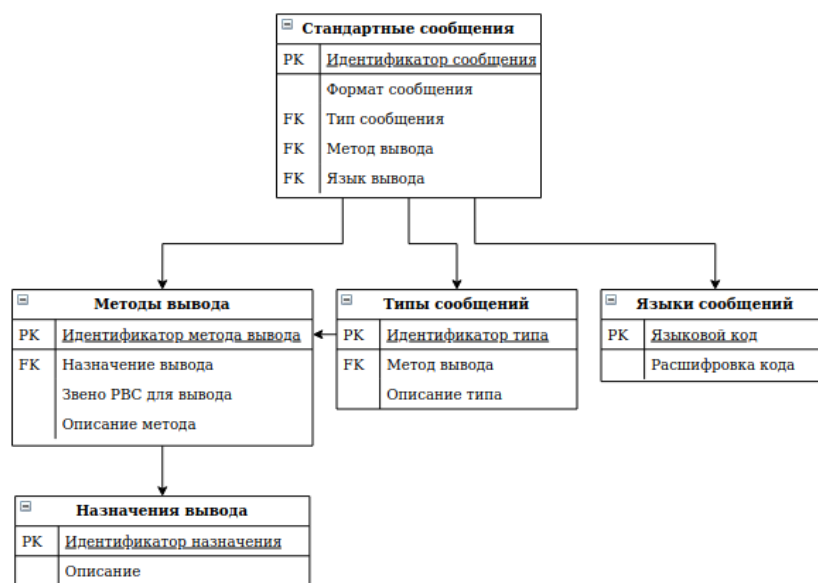 Стандартные сообщения
PK Идентификатор сообщения
Формат сообщения
FK Тип сообщения
FK Метод вывода
FK Язык вывода
Методы вывода
PK Идентификатор метода вывода
FK Назначение вывода
Звено РВС для вывода
Описание метода
Типы сообщений
PK Идентификатор типа
FK Метод вывода
Описание типа
Языки сообщений
PK Языковой код
Расшифровка кода
Назначения вывода
PK Идентификатор назначения
Описание